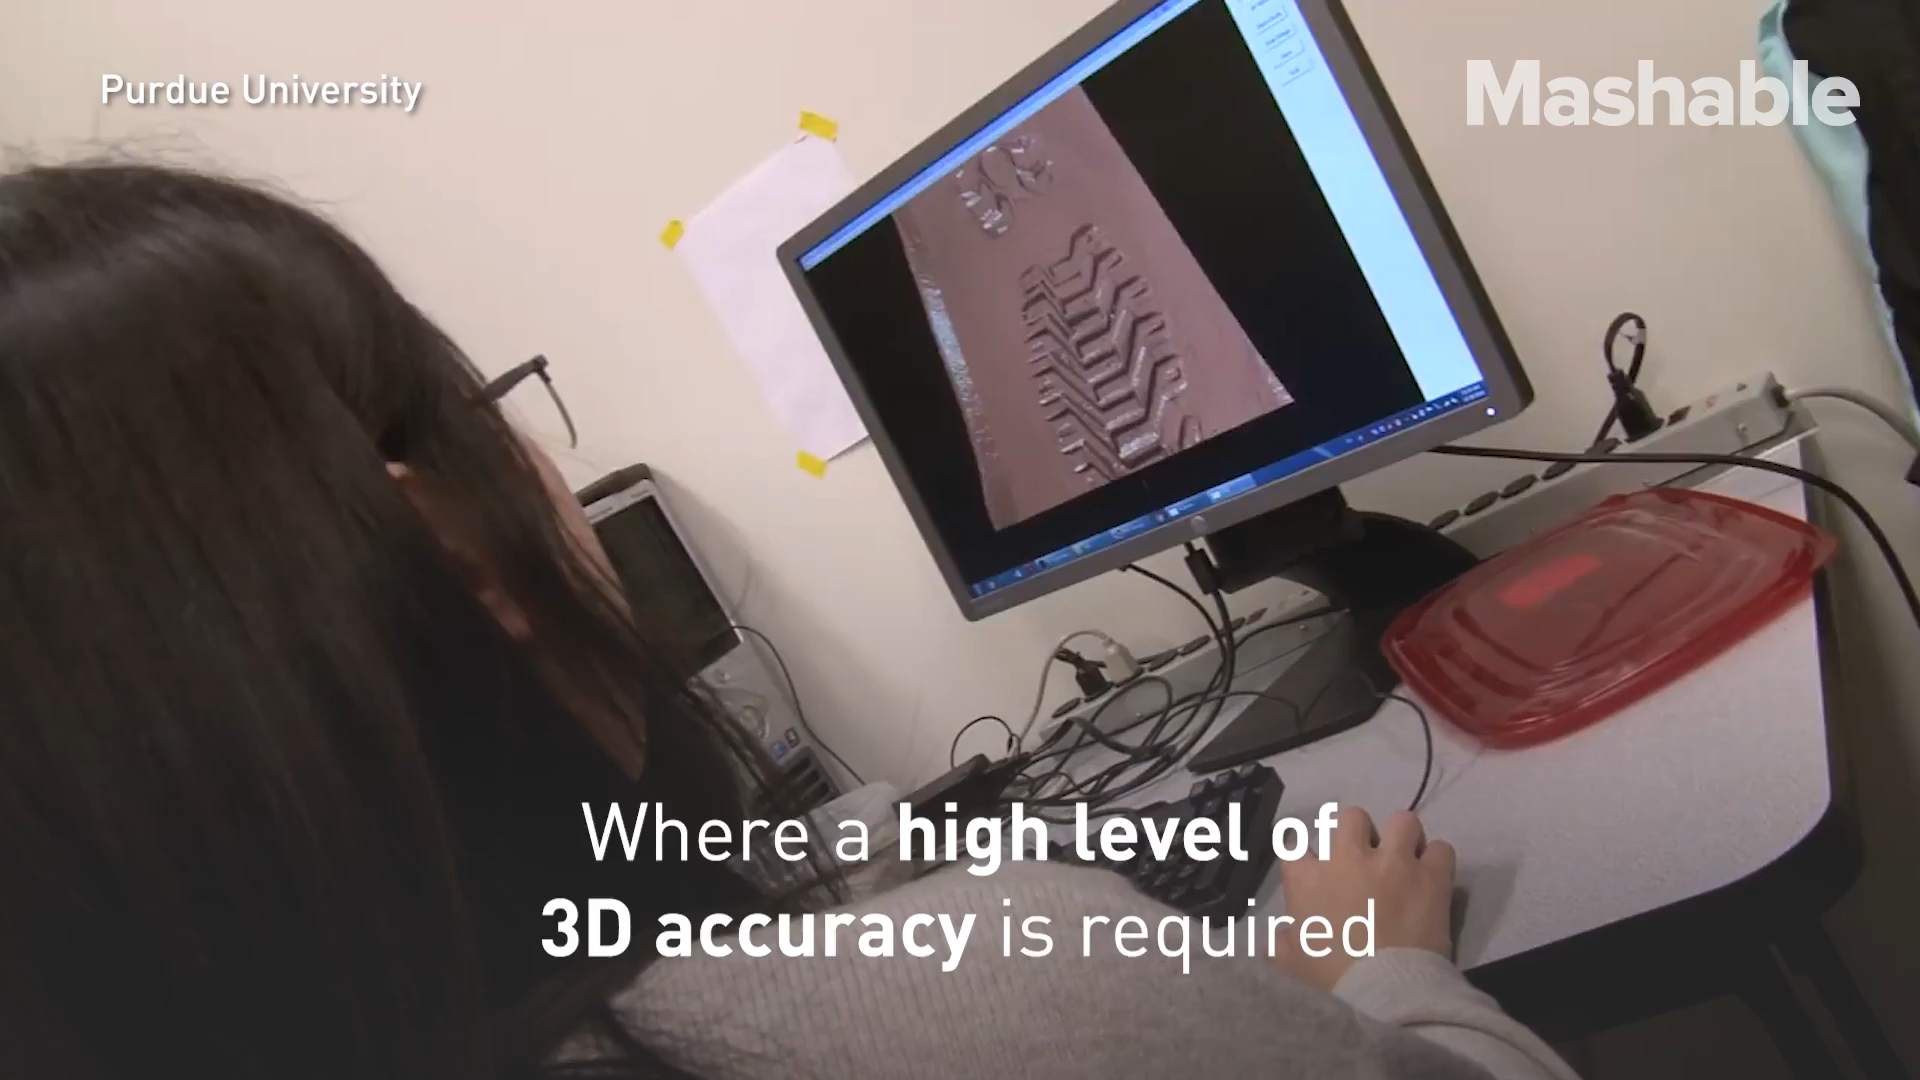 Purdue University
Mashable
Where a high level of
3D accuracy is required